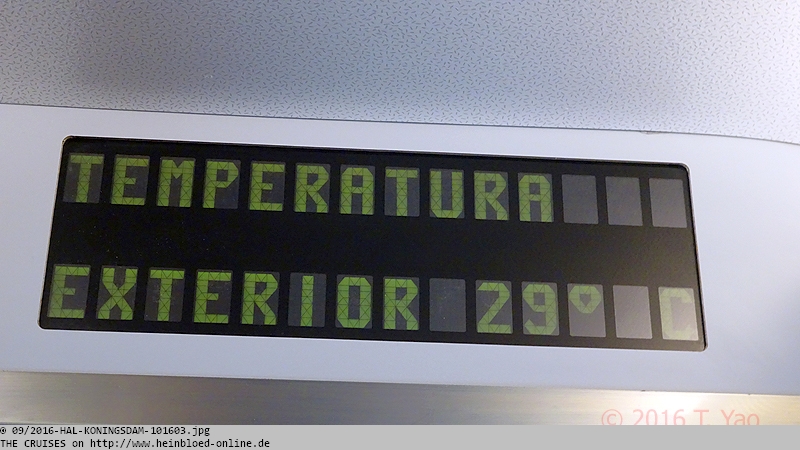 TEMPERATURA
EXTERIOR 29° C
© 2016 T. Yao
© 09/2016-HAL-KONINGSDAM-101603.jpg
THE CRUISES on http://www.heinbloed-online.de